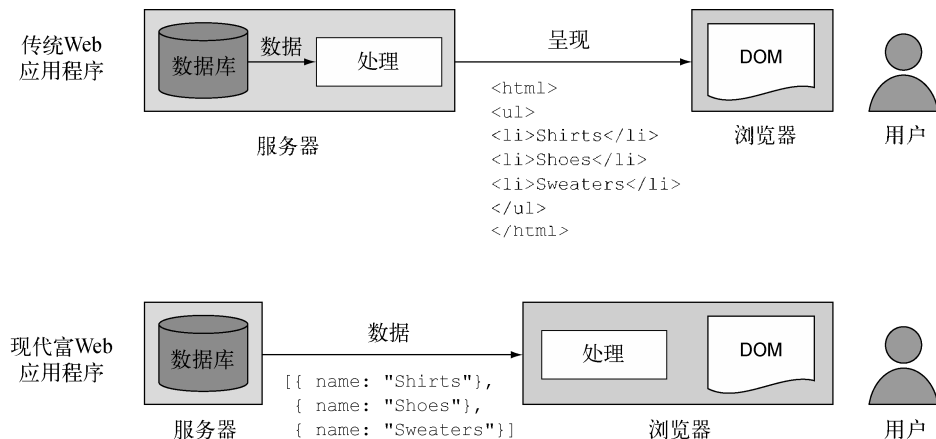 传统Web
应用程序
数据库
数据
处理
呈现
DOM
<html>
<ul>
<li>Shirts</li>
<li>Shoes</li>
<li>Sweaters</li>
</ul>
</html>
服务器
浏览器
用户
现代富Web
应用程序
数据库
数据
[{ name: "Shirts"},
{ name: "Shoes"},
{ name: "Sweaters"}]
处理
DOM
服务器
浏览器
用户